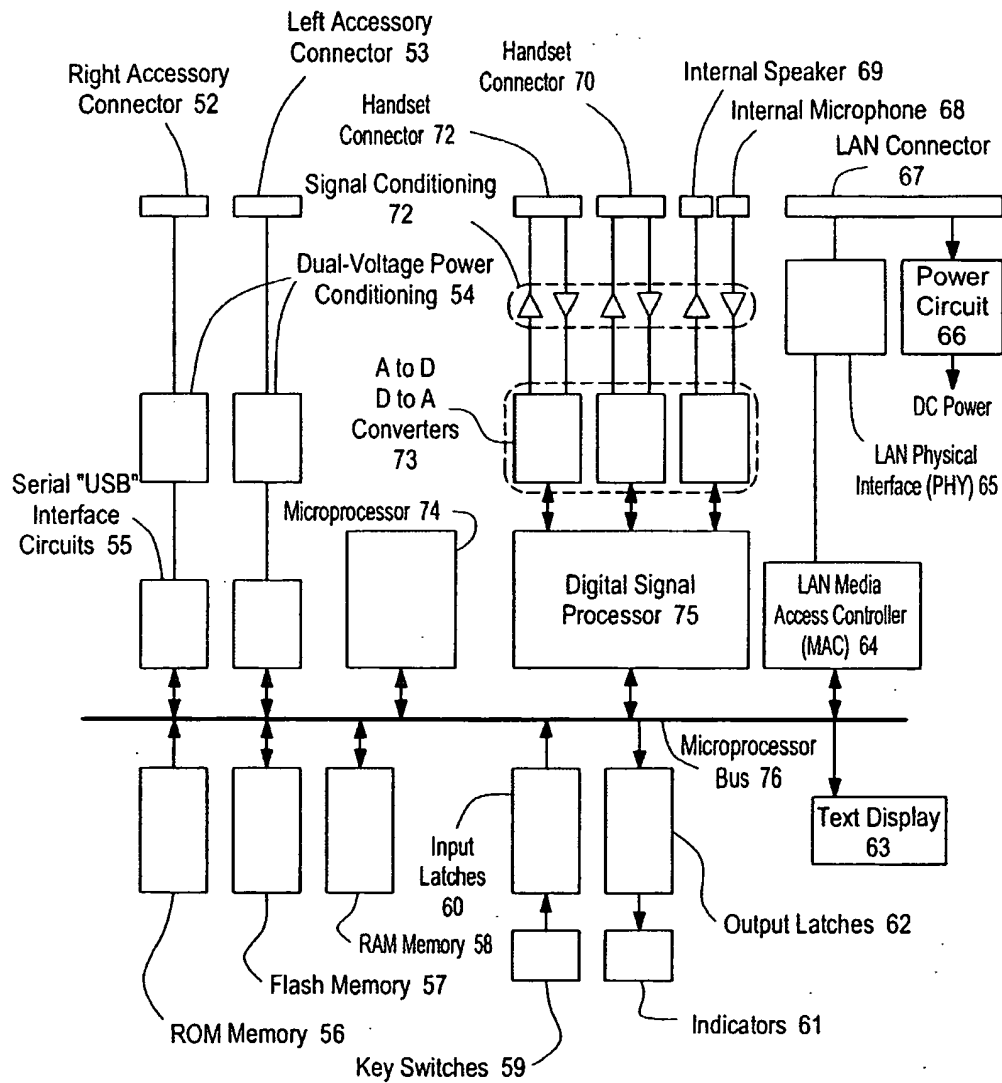 Right Accessory
Connector 52
Left Accessory
Connector 53
Handset
Connector 72
Handset
Connector 70
Internal Speaker 69
Internal Microphone 68
LAN Connector
67
Signal Conditioning
72
Dual-Voltage Power
Conditioning 54
Power
Circuit
66
DC Power
A to D
D to A
Converters
73
LAN Physical
Interface (PHY) 65
Serial "USB"
Interface
Circuits 55
Microprocessor 74
Digital Signal
Processor 75
LAN Media
Access Controller
(MAC) 64
Microprocessor
Bus 76
Text Display
63
Input
Latches
60
RAM Memory 58
Output Latches 62
Flash Memory 57
ROM Memory 56
Indicators 61
Key Switches 59